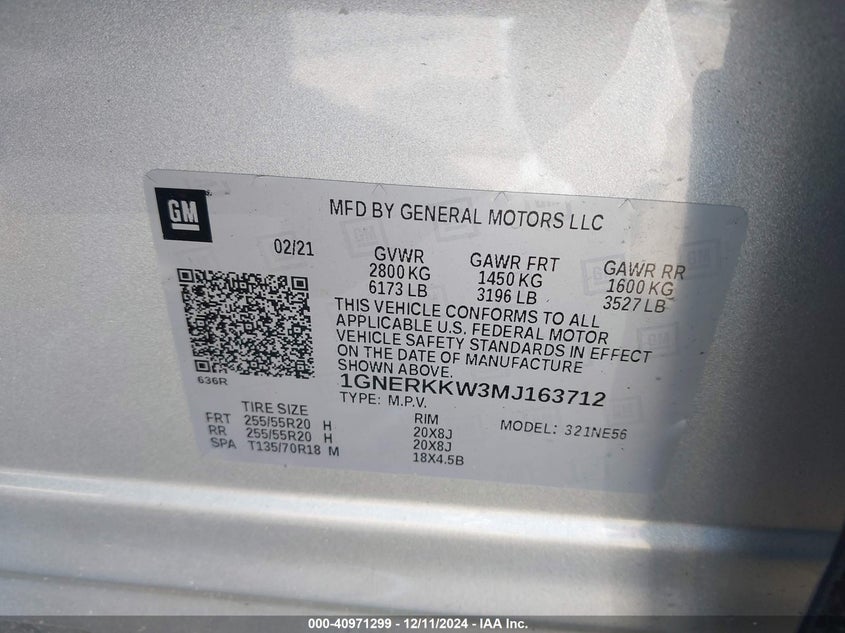 GM
MFD BY GENERAL MOTORS LLC
02/21
GVWR
2800 KG
6173 LB
GAWR FRT
1450 KG
3196 LB
GAWR RR
1600 KG
3527 LB
THIS VEHICLE CONFORMS TO ALL
APPLICABLE U.S. FEDERAL MOTOR
VEHICLE SAFETY STANDARDS IN EFFECT
ON THE DATE OF MANUFACTURE
SHOWN ABOVE.
636R
1GNERKKW3MJ163712
TYPE: M.P.V.
MODEL: 321NE56
TIRE SIZE RIM
FRT 255/55R20 H 20X8J
RR 255/55R20 H 20X8J
SPA T135/70R18 M 18X4.5B
000-40971299 - 12/11/2024 - IAA Inc.